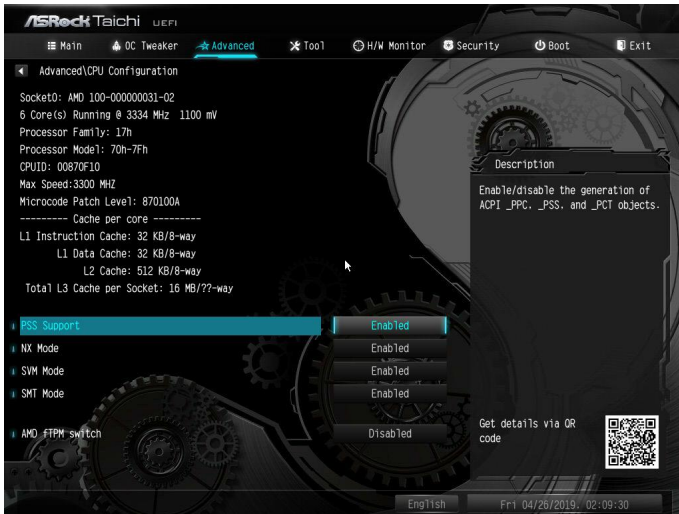 ASRock Taichi UEFI
Main OC Tweaker Advanced Tool H/W Monitor Security Boot Exit
Advanced\CPU Configuration
Socket0: AMD 100-000000031-02
6 Core(s) Running @ 3334 MHz 1100 mV
Processor Family: 17h
Processor Model: 70h-7Fh
CPUID: 00870F10
Max Speed:3300 MHZ
Microcode Patch Level: 870100A
--------- Cache per core ---------
L1 Instruction Cache: 32 KB/8-way
L1 Data Cache: 32 KB/8-way
L2 Cache: 512 KB/8-way
Total L3 Cache per Socket: 16 MB/??-way
PSS Support Enabled
NX Mode Enabled
SVM Mode Enabled
SMT Mode Enabled
AMD fTPM switch Disabled
Description
Enable/disable the generation of
ACPI _PPC. _PSS. and _PCT objects.
Get details via QR
code
English Fri 04/26/2019. 02:09:30